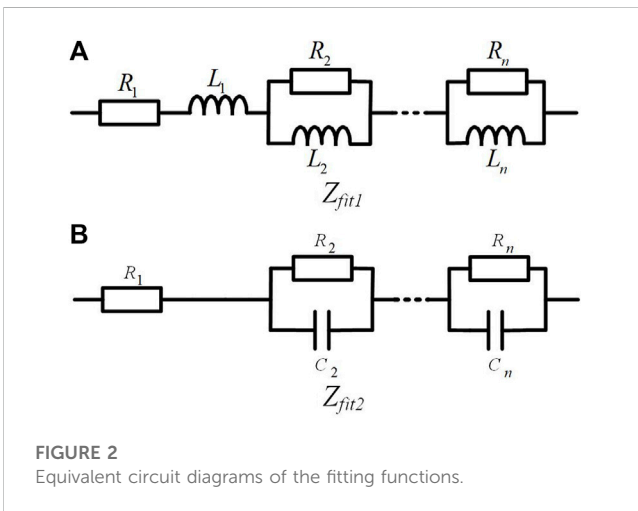 A
R1
L1
R2
L2
Rn
Ln
Zfit1
B
R1
R2
C2
Rn
Cn
Zfit2
FIGURE 2
Equivalent circuit diagrams of the fitting functions.